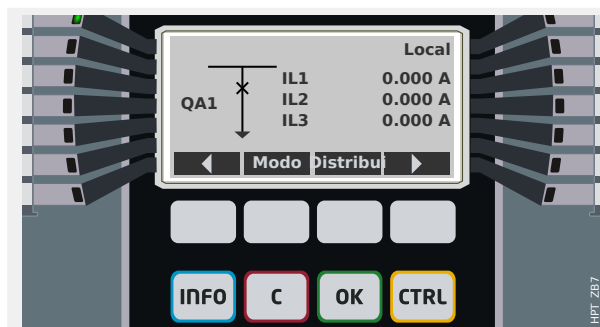 Local
IL1 0.000 A
QA1
IL2 0.000 A
IL3 0.000 A
Modo Distribui
INFO C OK CTRL
HPT ZB7